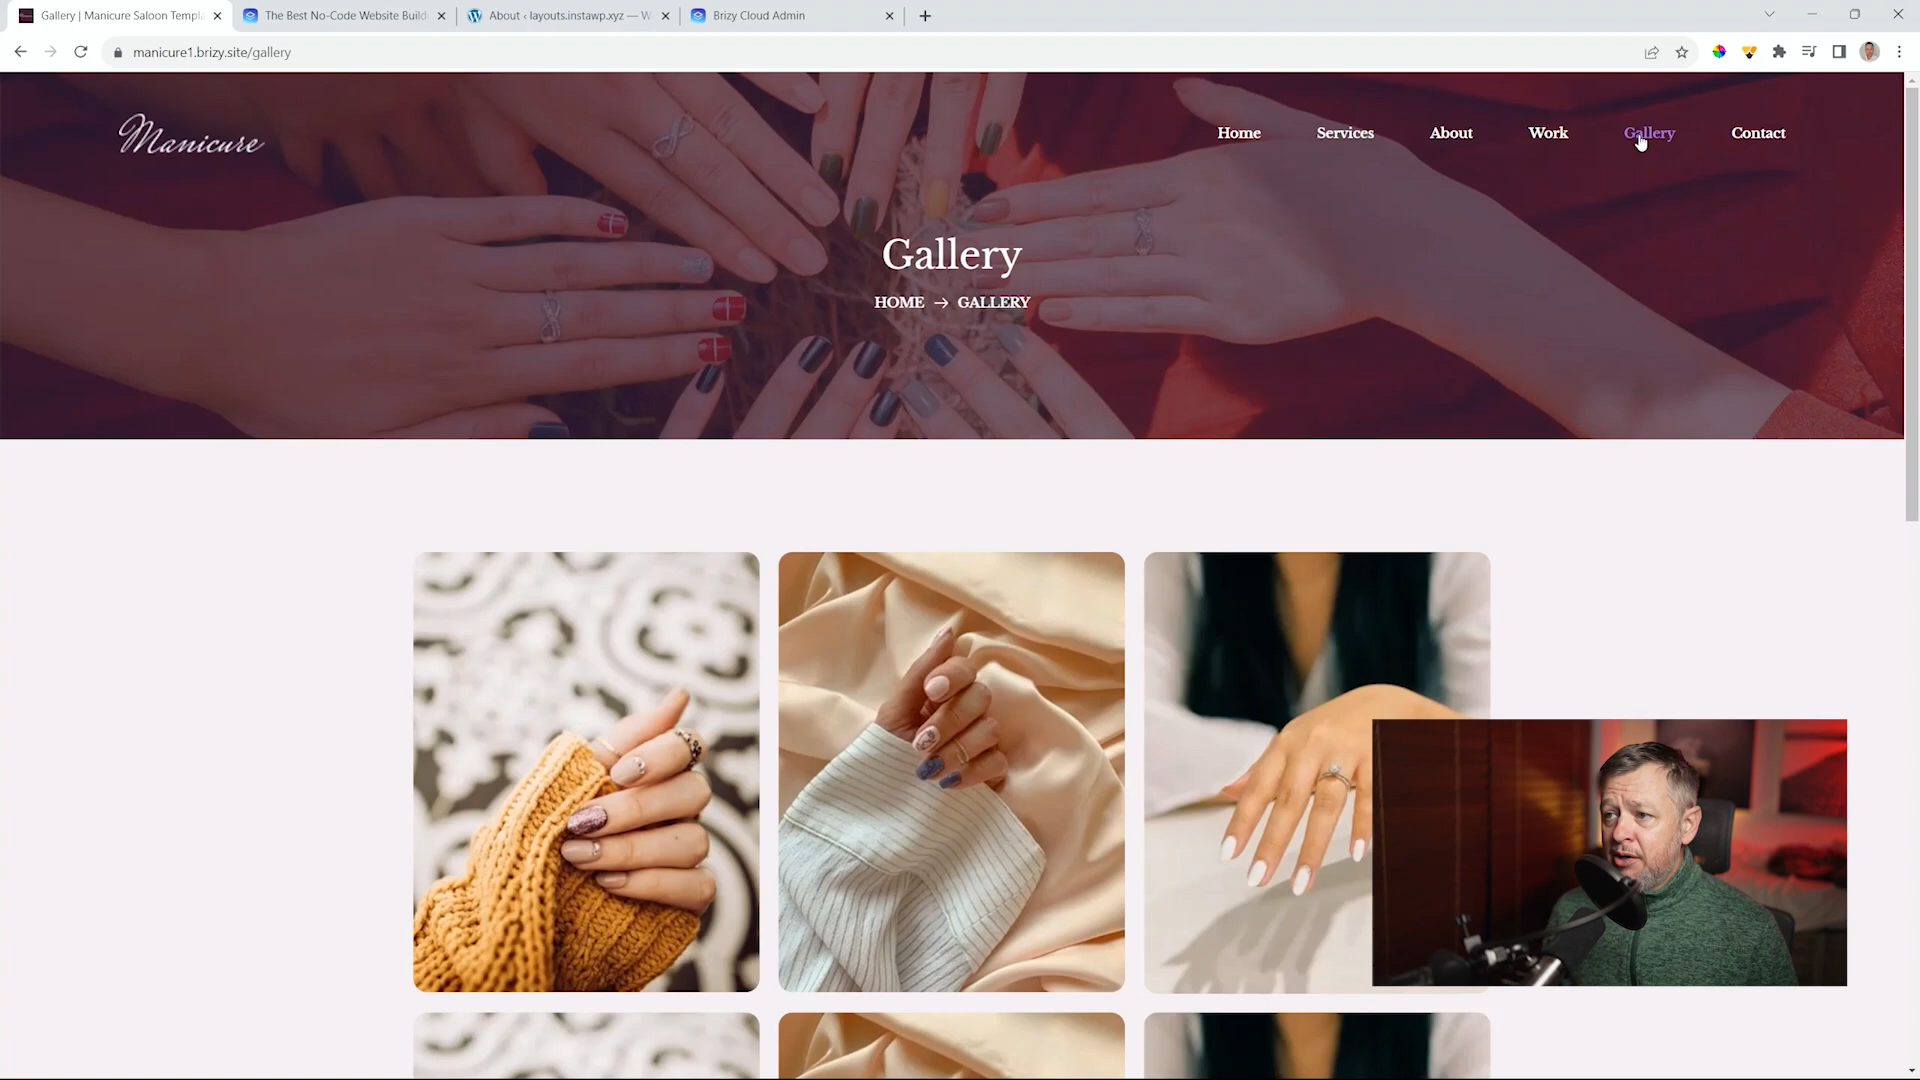 Gallery | Manicure Saloon Templa
The Best No-Code Website Build
About ‹ layouts.instawp.xyz — W
Brizy Cloud Admin
manicure1.brizy.site/gallery
Manicure
Home
Services
About
Work
Gallery
Contact
Gallery
HOME → GALLERY